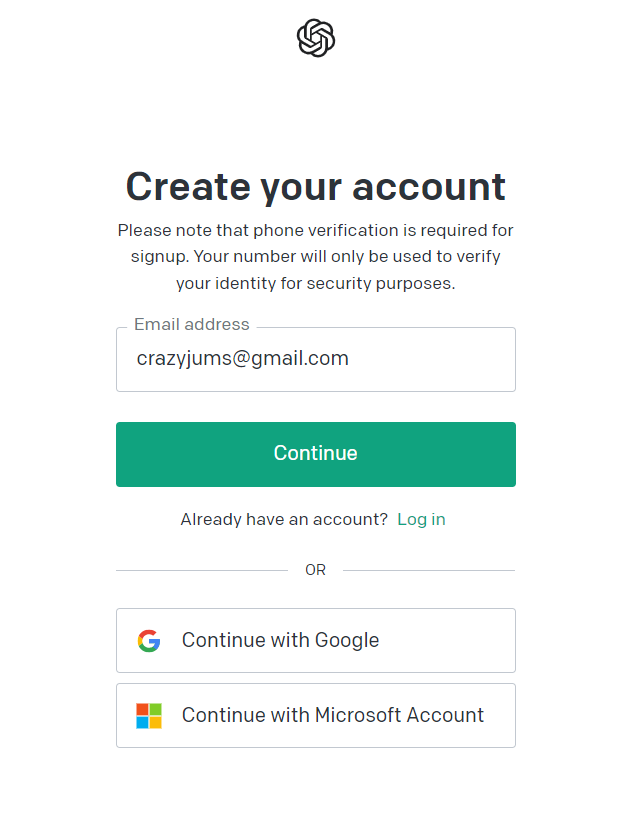 Create your account
Please note that phone verification is required for
signup. Your number will only be used to verify
your identity for security purposes.
Email address
crazyjums@gmail.com
Continue
Already have an account? Log in
OR
Continue with Google
Continue with Microsoft Account